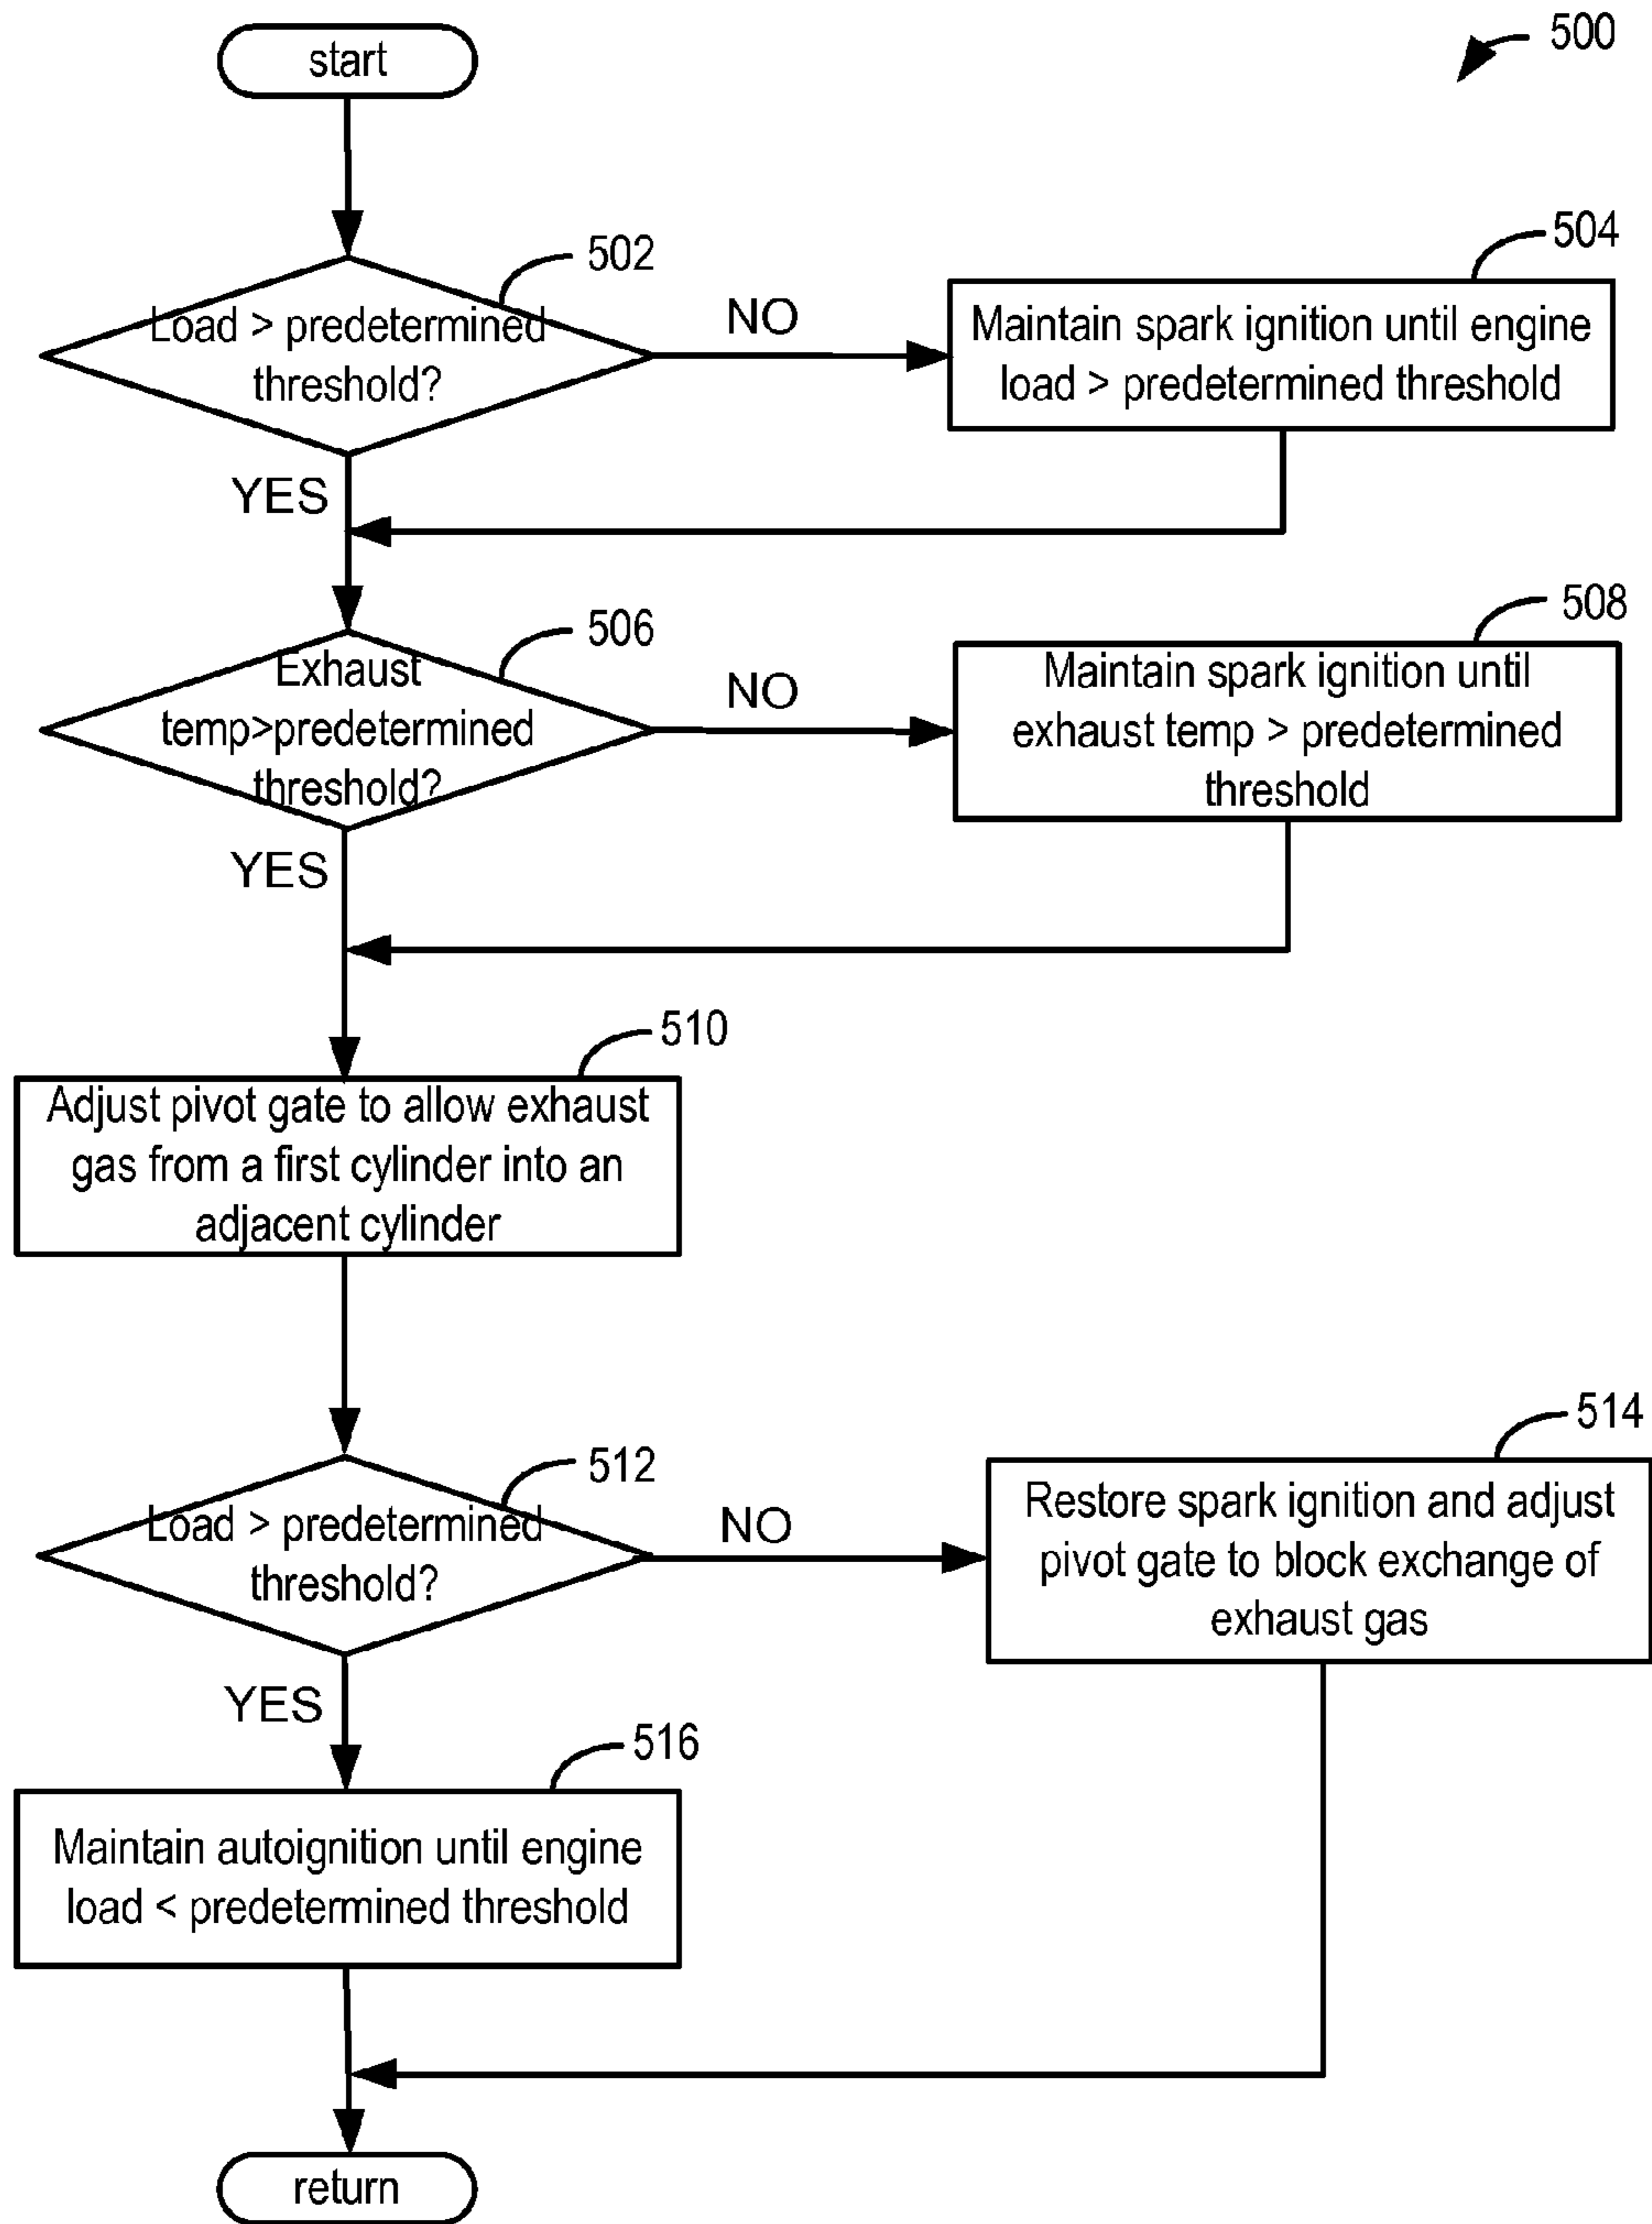 500
start
502
Load > predetermined
threshold?
NO
504
Maintain spark ignition until engine
load > predetermined threshold
YES
506
Exhaust
temp>predetermined
threshold?
NO
508
Maintain spark ignition until
exhaust temp > predetermined
threshold
YES
510
Adjust pivot gate to allow exhaust
gas from a first cylinder into an
adjacent cylinder
512
Load > predetermined
threshold?
NO
514
Restore spark ignition and adjust
pivot gate to block exchange of
exhaust gas
YES
516
Maintain autoignition until engine
load < predetermined threshold
return